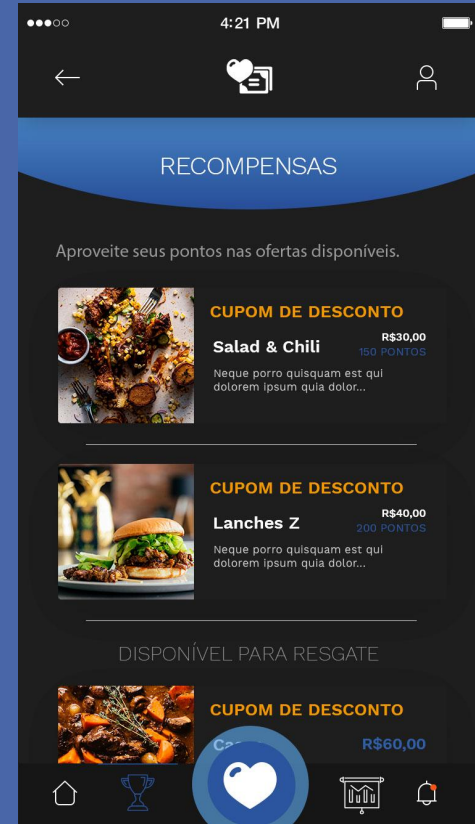 4:21 PM
RECOMPENSAS
Aproveite seus pontos nas ofertas disponíveis.
CUPOM DE DESCONTO
Salad & Chili
R$30,00
150 PONTOS
Neque porro quisquam est qui
dolorem ipsum quia dolor...
CUPOM DE DESCONTO
Lanches Z
R$40,00
200 PONTOS
Neque porro quisquam est qui
dolorem ipsum quia dolor...
DISPONÍVEL PARA RESGATE
CUPOM DE DESCONTO
R$60,00